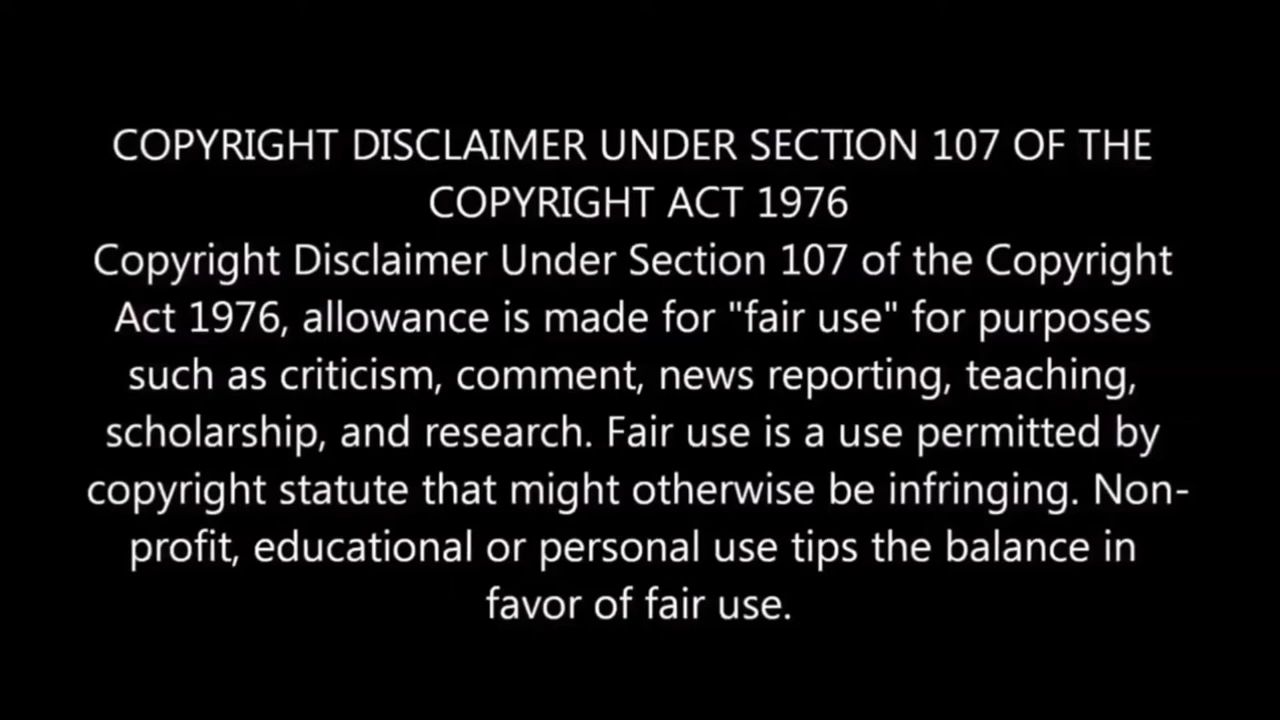 COPYRIGHT DISCLAIMER UNDER SECTION 107 OF THE
COPYRIGHT ACT 1976
Copyright Disclaimer Under Section 107 of the Copyright
Act 1976, allowance is made for "fair use" for purposes
such as criticism, comment, news reporting, teaching,
scholarship, and research. Fair use is a use permitted by
copyright statute that might otherwise be infringing. Non-
profit, educational or personal use tips the balance in
favor of fair use.